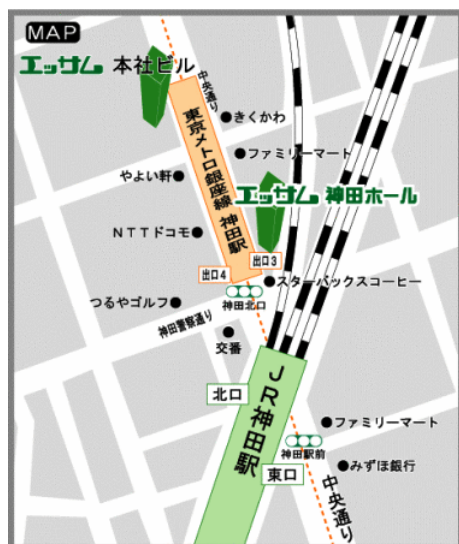 MAP
エッサム 本社ビル
中央通り
きくかわ
東京メトロ銀座線 神田駅
ファミリーマート
やよい軒
エッサム 神田ホール
NTTドコモ
出口3
出口4
スターバックスコーヒー
神田北口
つるやゴルフ
神田警察通り
交番
JR神田駅
北口
ファミリーマート
神田駅前
みずほ銀行
東口
中央通り